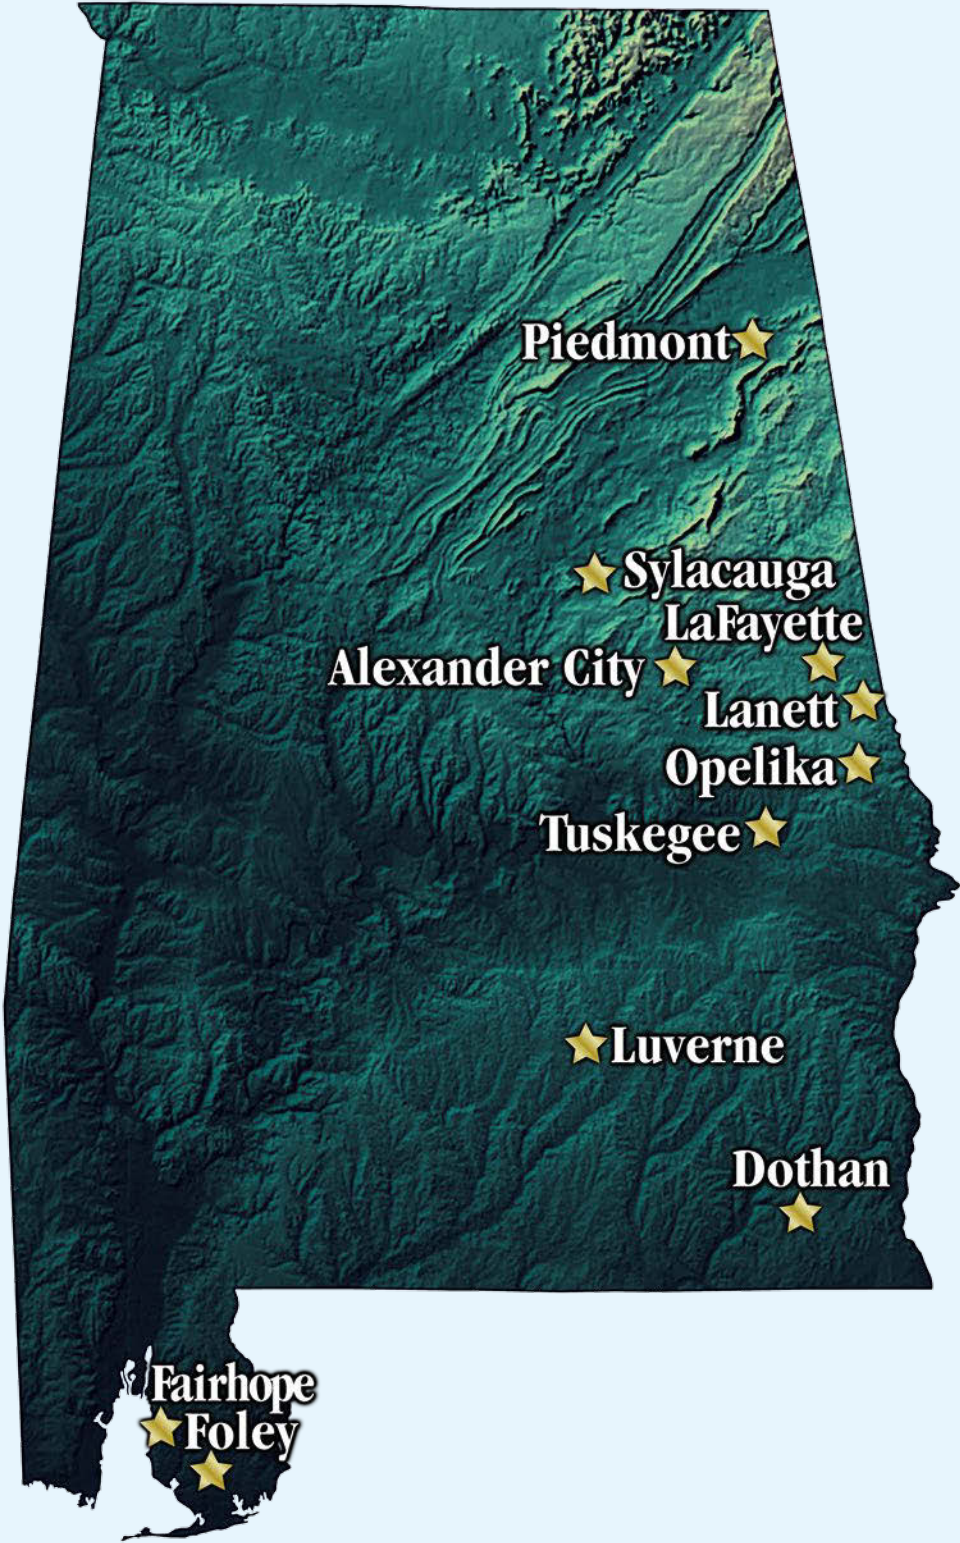 Piedmont
Sylacauga
LaFayette
Alexander City
Lanett
Opelika
Tuskegee
Luverne
Dothan
Fairhope
Foley